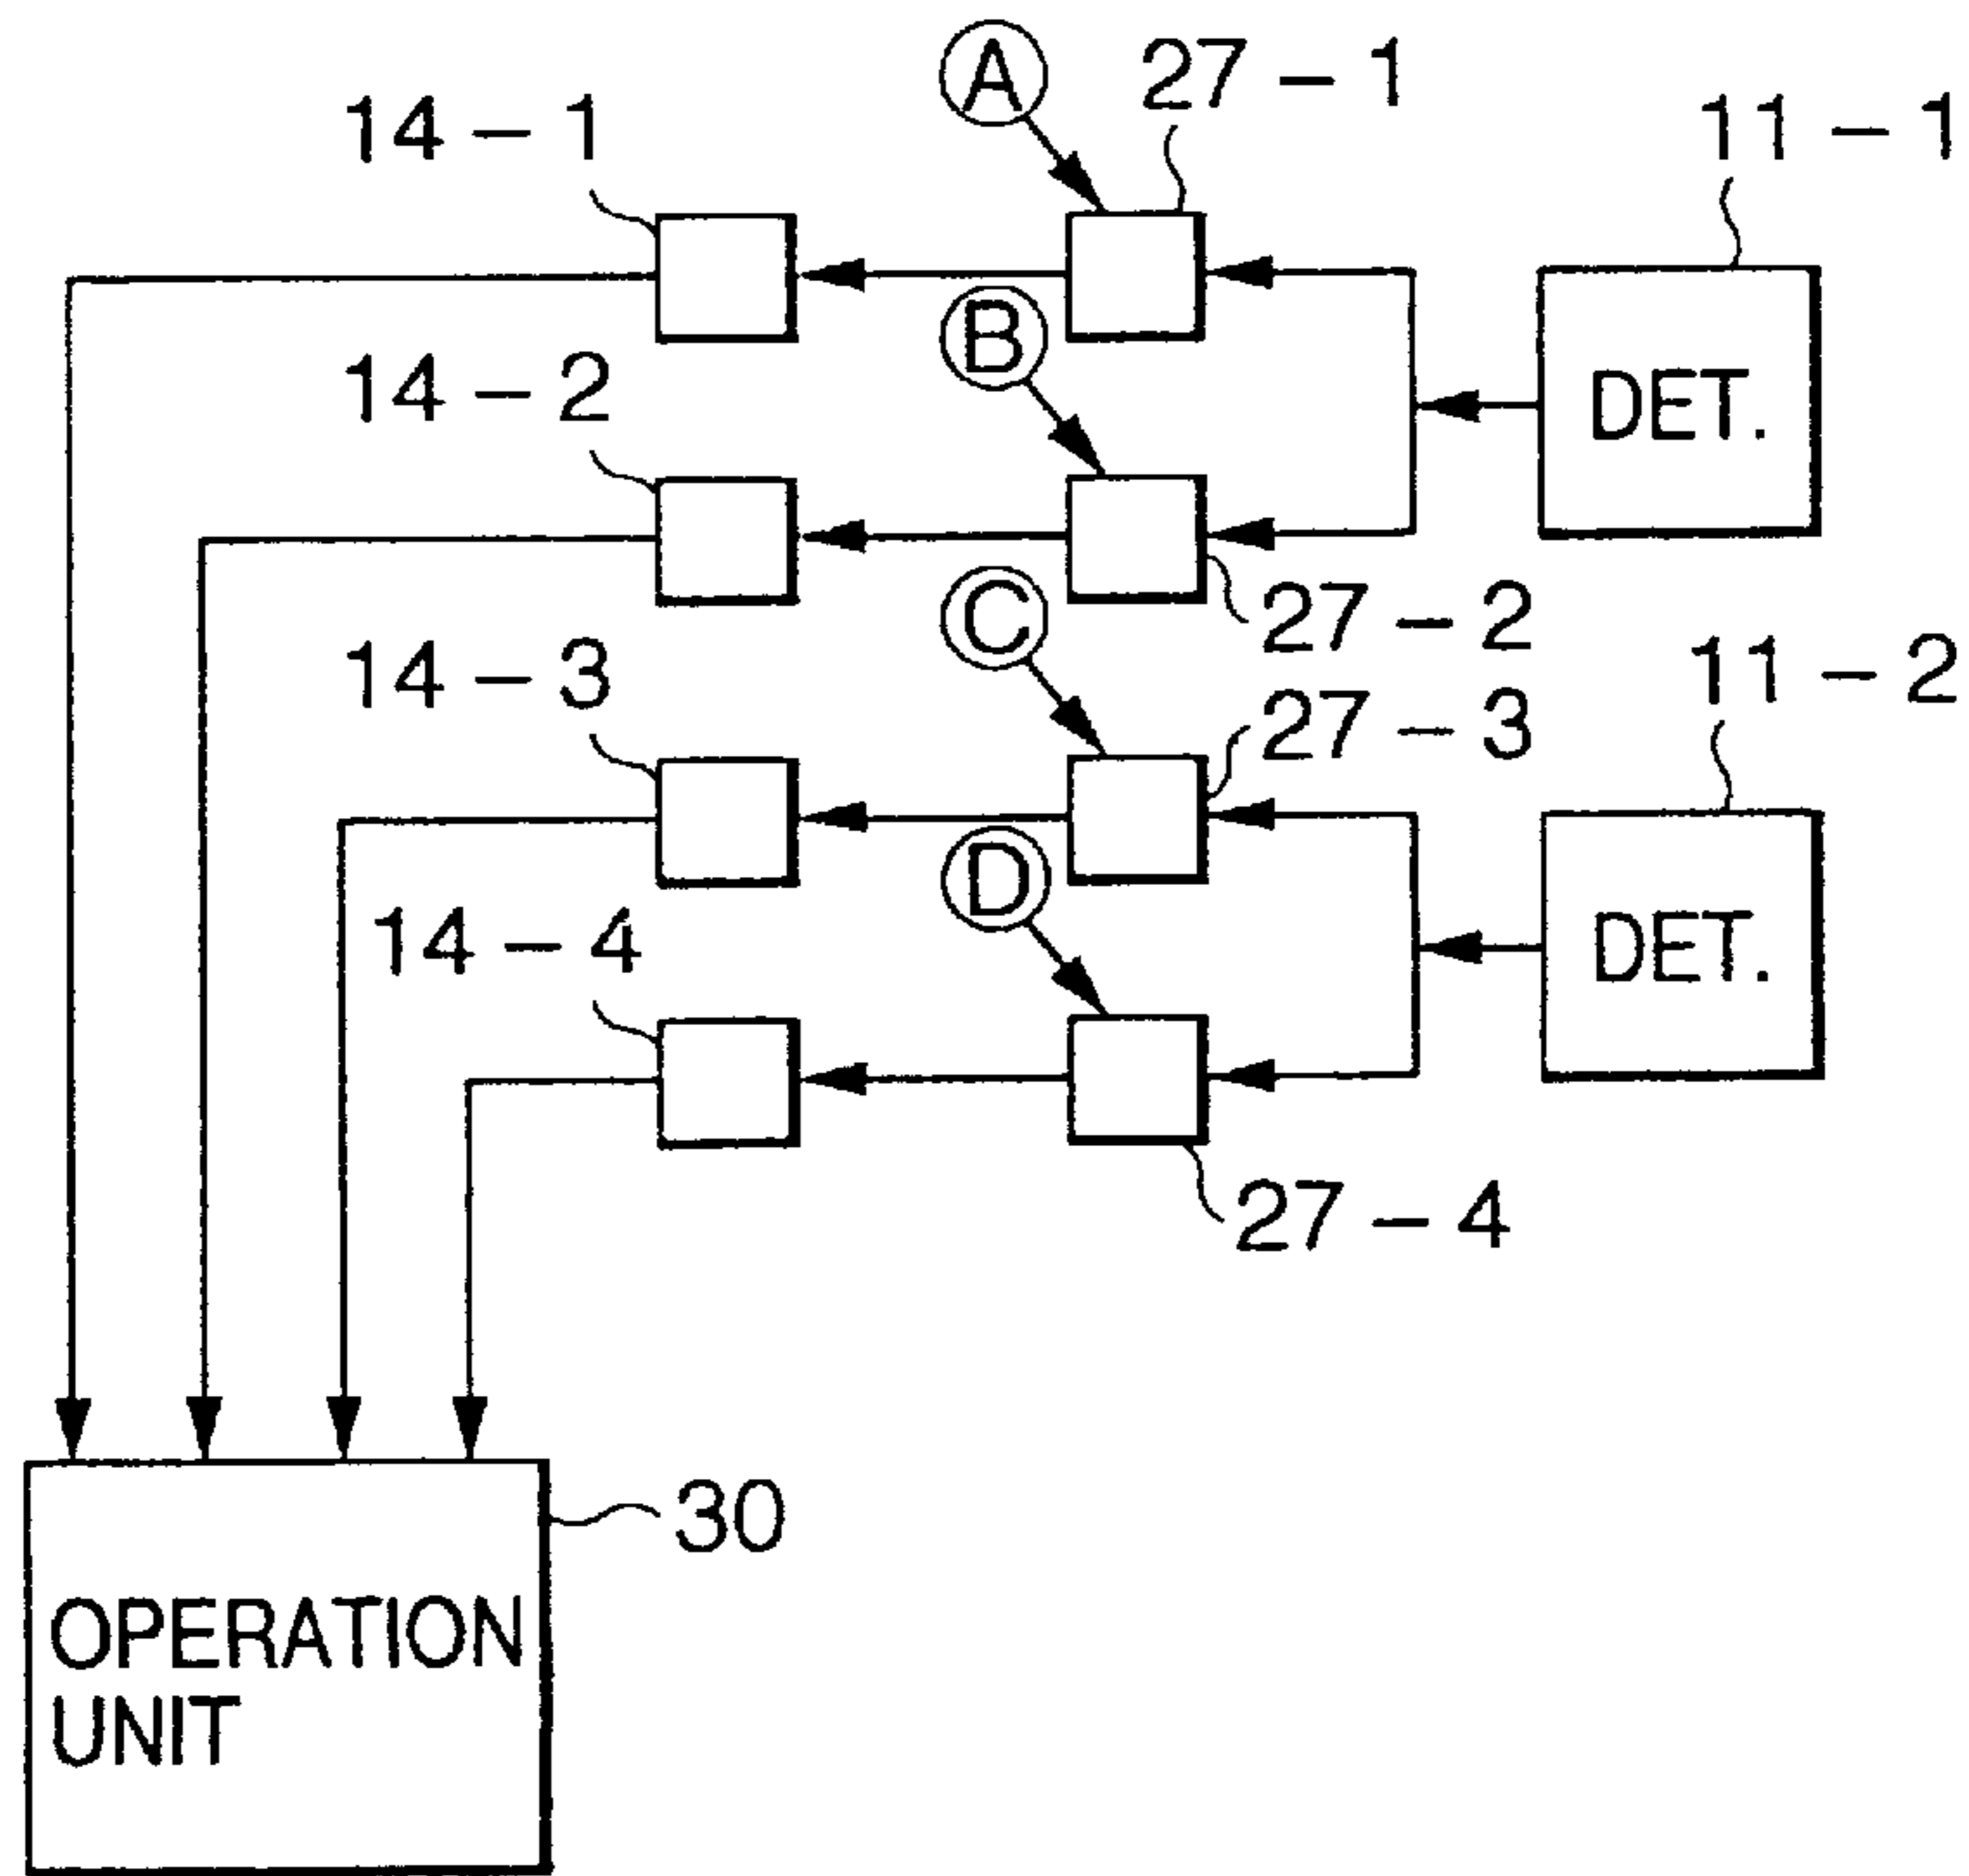 A
27-1
11-1
14-1
B
DET.
14-2
C
27-2
11-2
14-3
27-3
D
DET.
14-4
27-4
30
OPERATION
UNIT